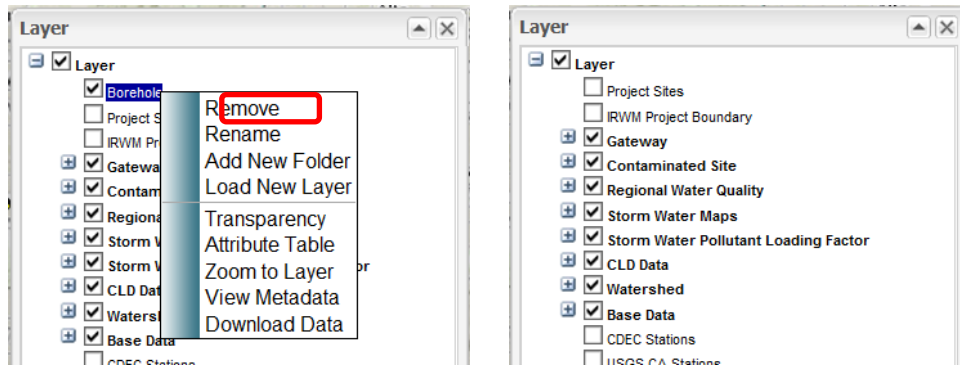 Layer
Layer
Borehole
Project S
IRWM Pr
Gatewa
Contam
Regiona
Storm W
Storm W
or
CLD Dat
Waters
Base Data
CDEC Stations
Remove
Rename
Add New Folder
Load New Layer
Transparency
Attribute Table
Zoom to Layer
View Metadata
Download Data
Layer
Layer
Project Sites
IRWM Project Boundary
Gateway
Contaminated Site
Regional Water Quality
Storm Water Maps
Storm Water Pollutant Loading Factor
CLD Data
Watershed
Base Data
CDEC Stations
USGS CA Stations